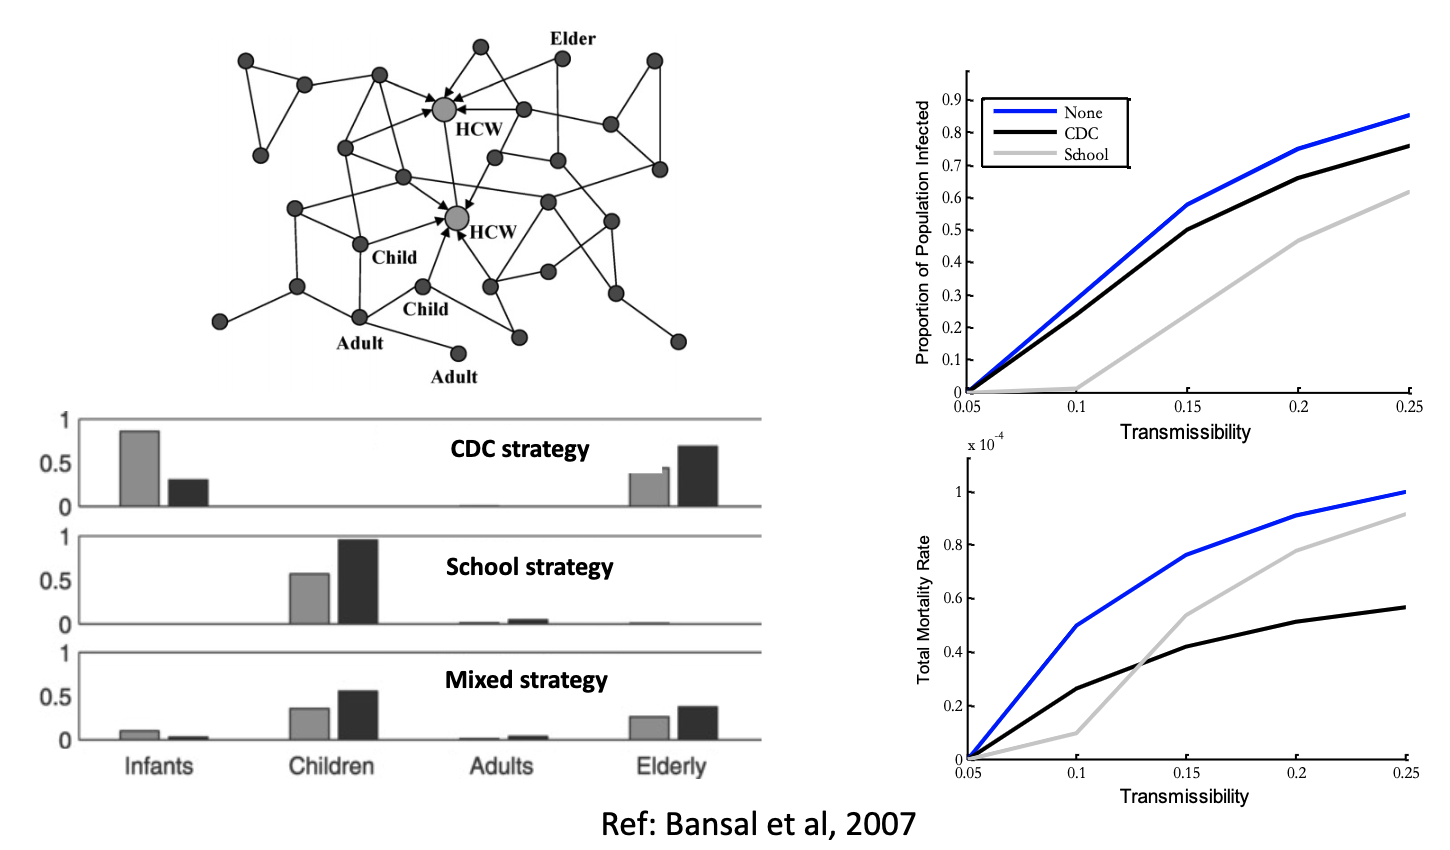 Elder
HCW
HCW
Child
Child
Adult
Adult
1
0.5
0
CDC strategy
1
0.5
0
School strategy
1
0.5
0
Mixed strategy
Infants Children Adults Elderly
Proportion of Population Infected
0.9
0.8
0.7
0.6
0.5
0.4
0.3
0.2
0.1
0
None
CDC
School
0.05 0.1 0.15 0.2 0.25
Transmissibility
x 10-4
Total Mortality Rate
1
0.8
0.6
0.4
0.2
0
0.05 0.1 0.15 0.2 0.25
Transmissibility
Ref: Bansal et al, 2007